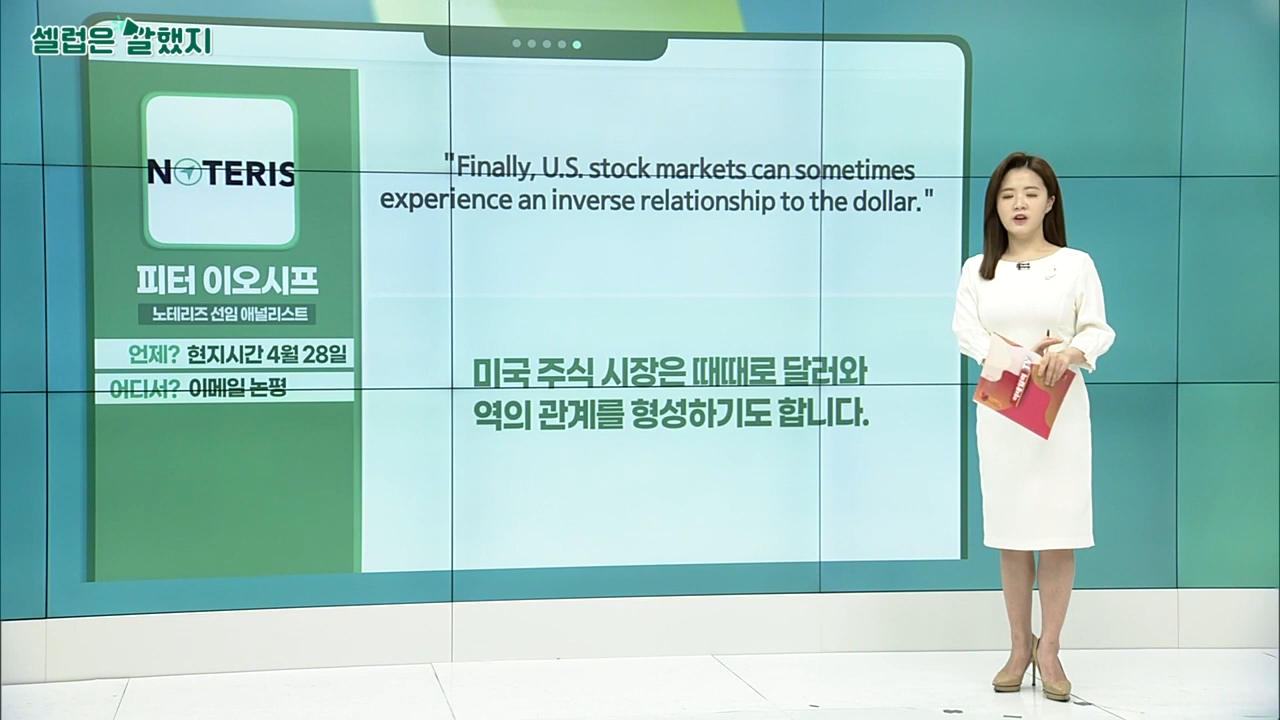 셀럽은 말했지
NOTERIS
피터 이오시프
노테리즈 선임 애널리스트
언제? 현지시간 4월 28일
어디서? 이메일 논평
"Finally, U.S. stock markets can sometimes
experience an inverse relationship to the dollar."
미국 주식 시장은 때때로 달러와
역의 관계를 형성하기도 합니다.